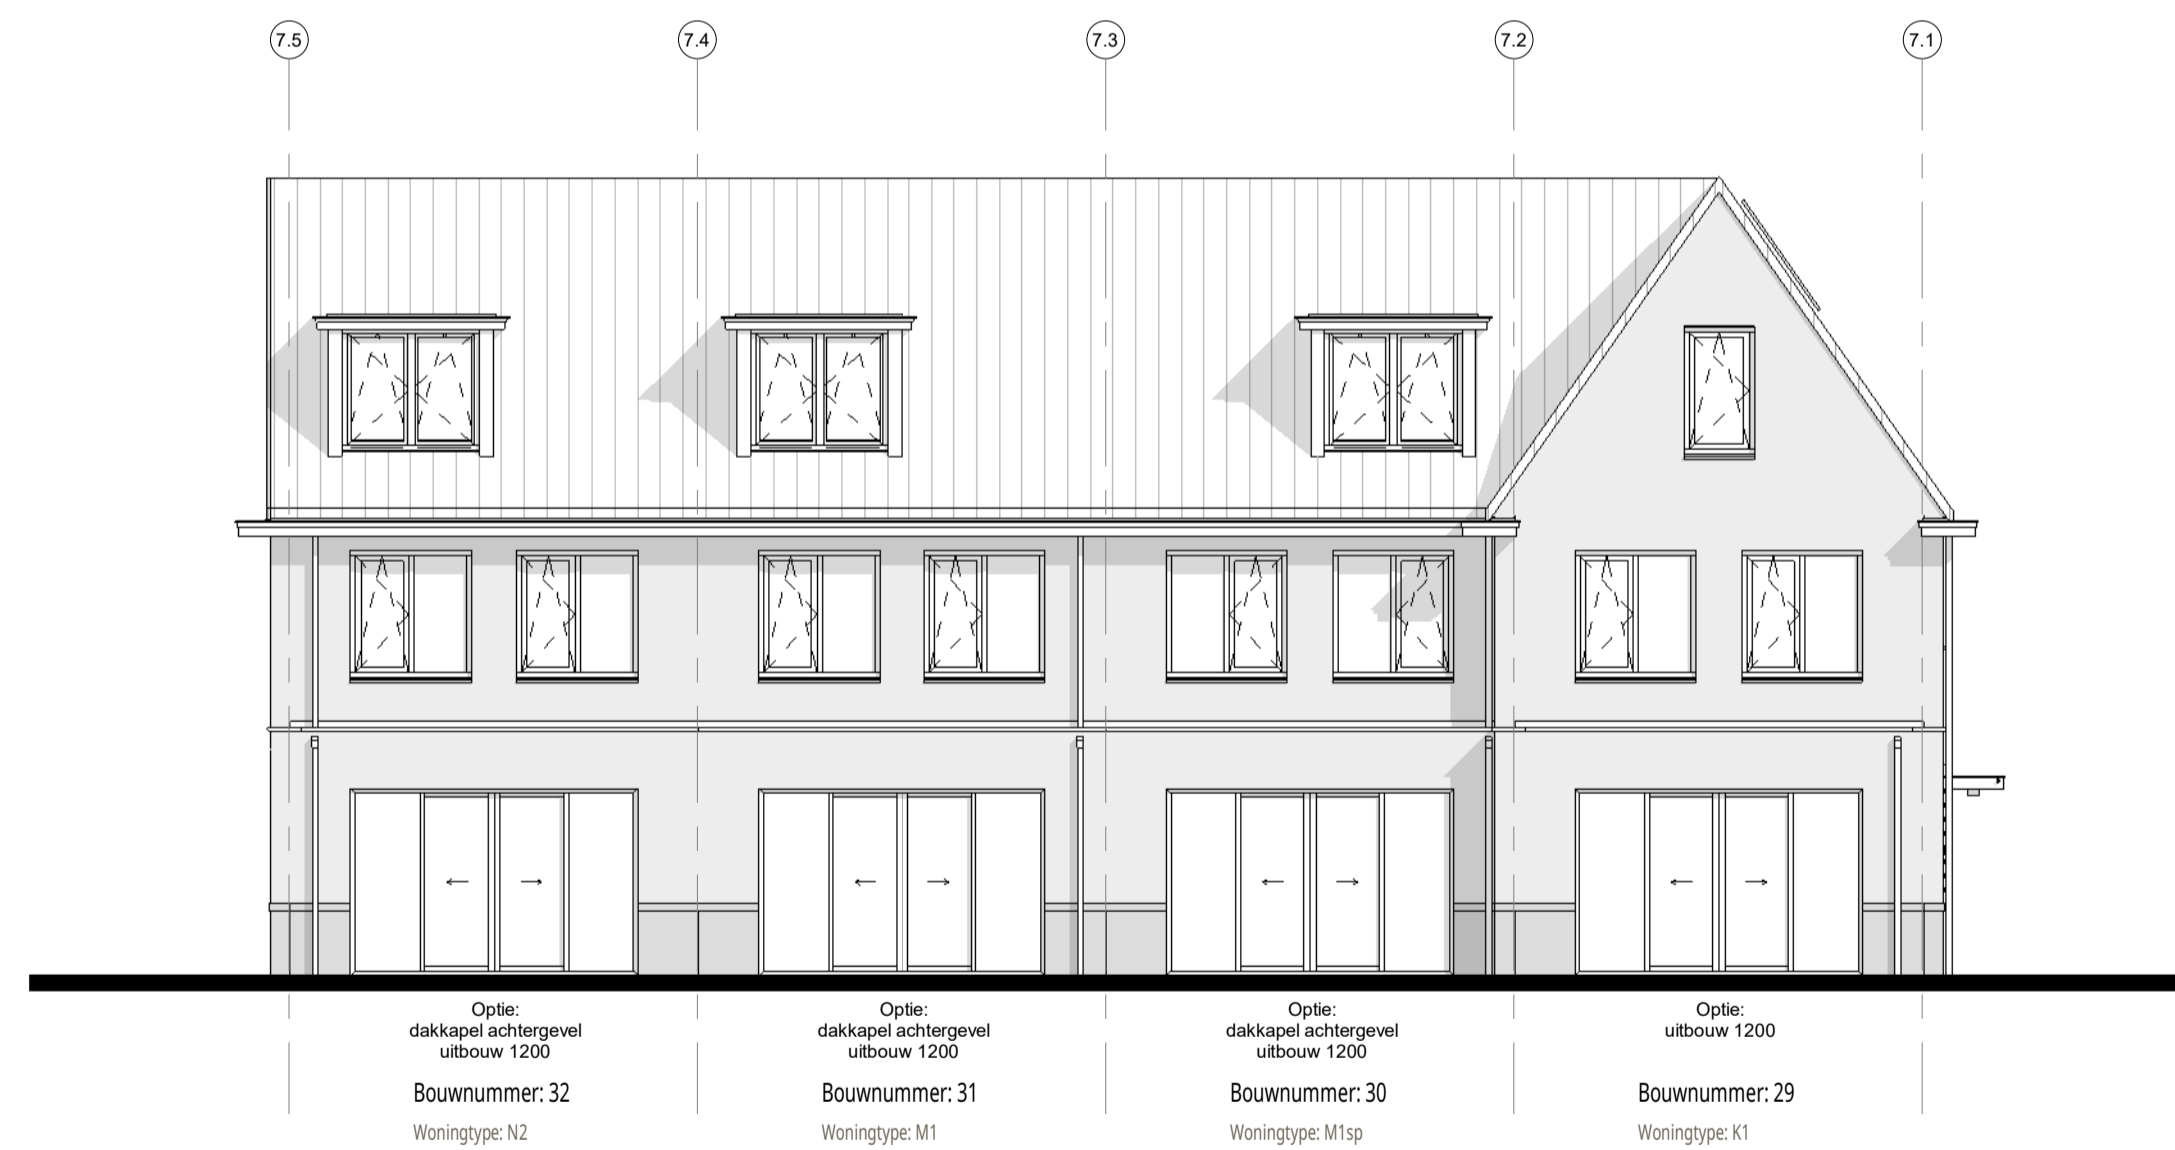 7.5
7.4
7.3
7.2
7.1
Optie:
dakkapel achtergevel
uitbouw 1200
Bouwnummer: 32
Woningtype: N2
Optie:
dakkapel achtergevel
uitbouw 1200
Bouwnummer: 31
Woningtype: M1
Optie:
dakkapel achtergevel
uitbouw 1200
Bouwnummer: 30
Woningtype: M1sp
Optie:
uitbouw 1200
Bouwnummer: 29
Woningtype: K1